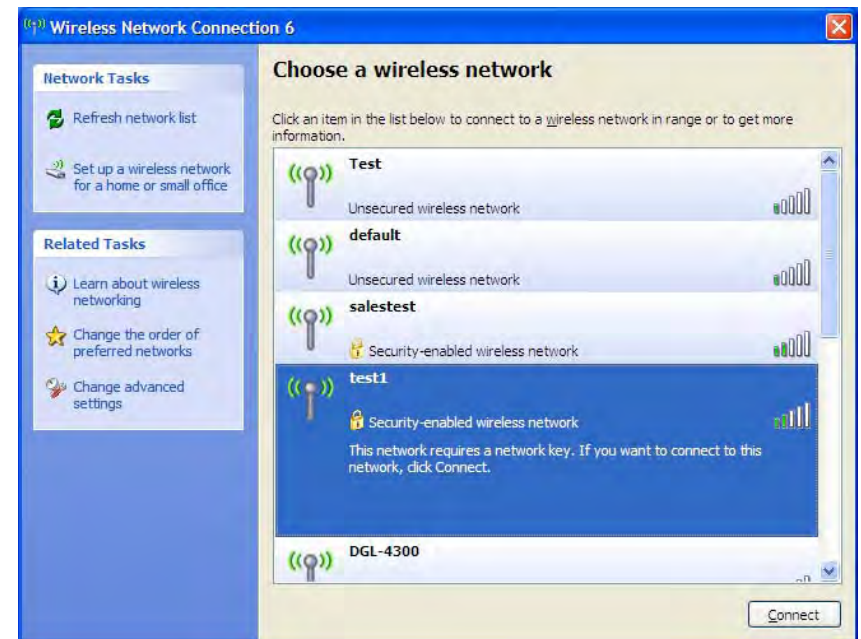 Wireless Network Connection 6
Network Tasks
Refresh network list
Set up a wireless network
for a home or small office
Related Tasks
Learn about wireless
networking
Change the order of
preferred networks
Change advanced
settings
Choose a wireless network
Click an item in the list below to connect to a wireless network in range or to get more
information.
Test
Unsecured wireless network
default
Unsecured wireless network
salestest
Security-enabled wireless network
test1
Security-enabled wireless network
This network requires a network key. If you want to connect to this
network, click Connect.
DGL-4300
Connect